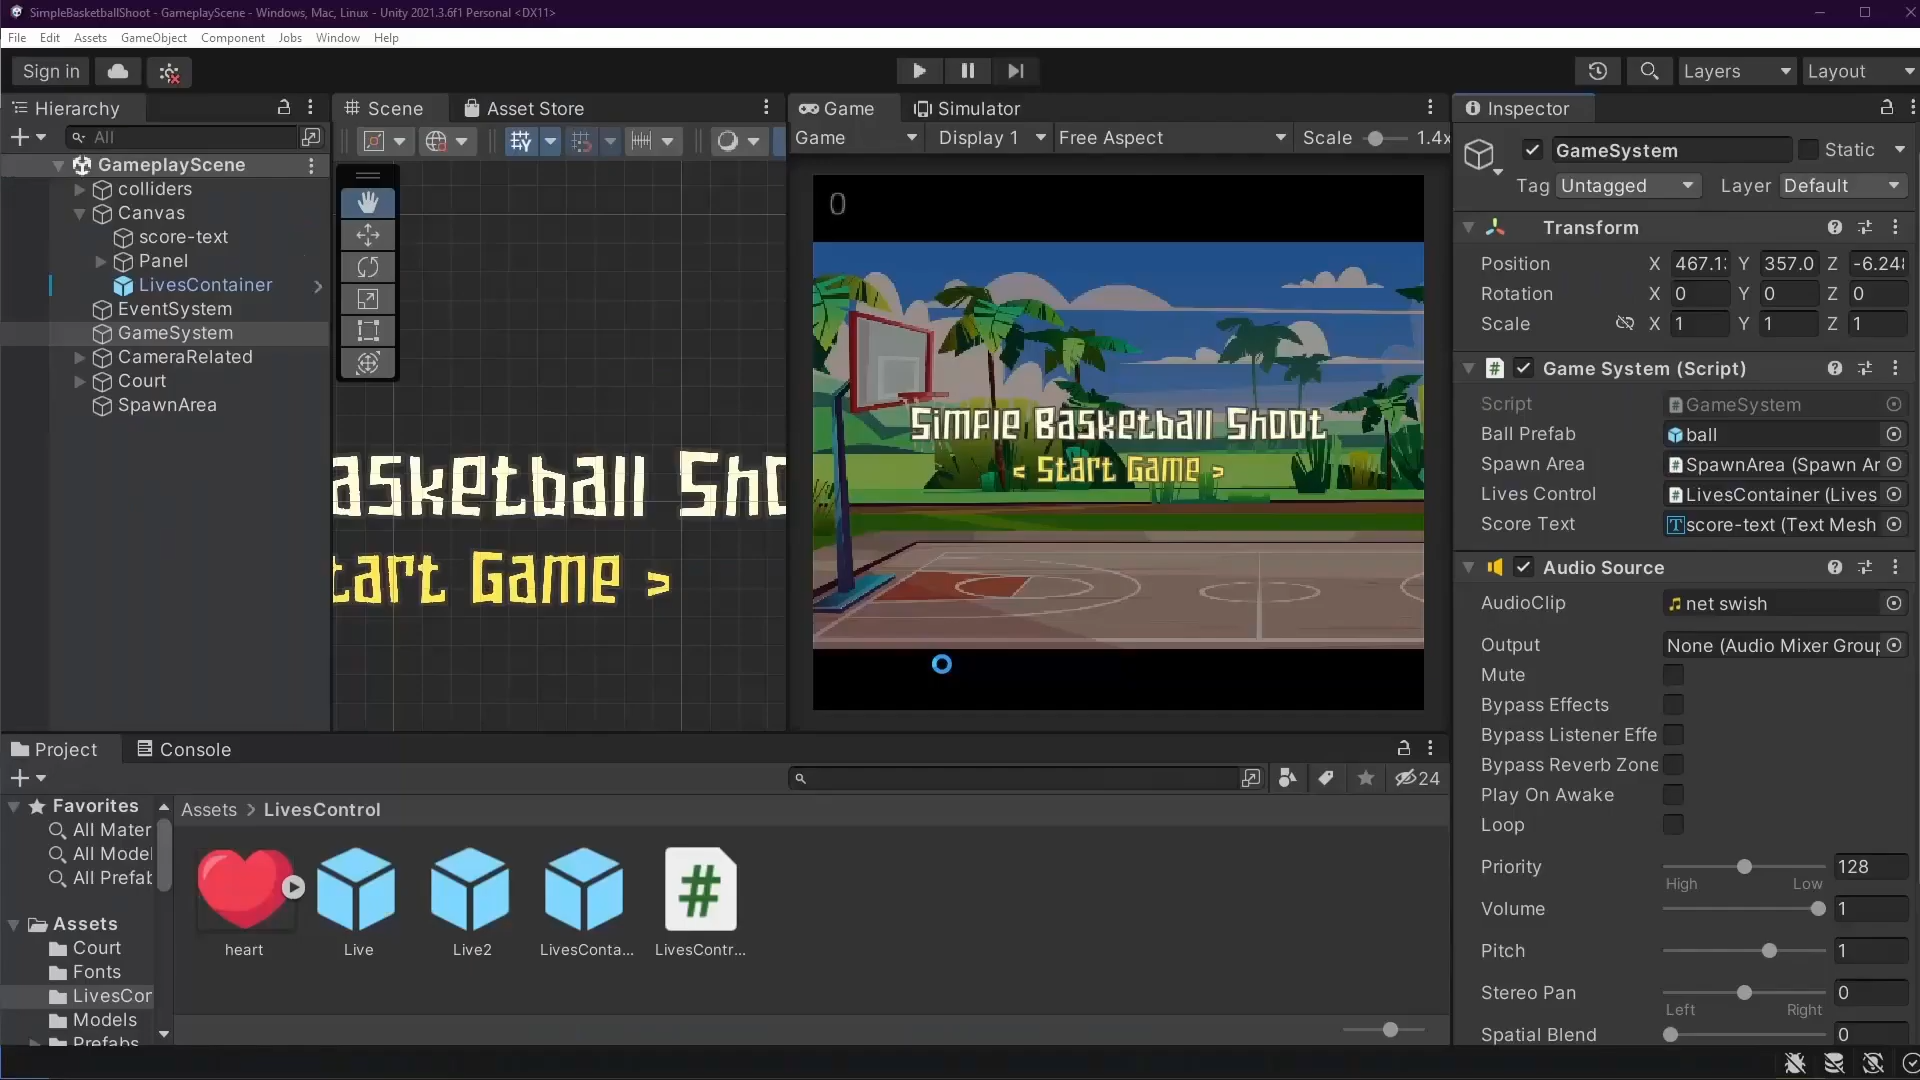 SimpleBasketballShoot - GameplayScene - Windows, Mac, Linux - Unity 2021.3.6f1 Personal <DX11>
File Edit Assets GameObject Component Jobs Window Help
Sign in
Layers
Layout
Hierarchy
All
GameplayScene
colliders
Canvas
score-text
Panel
LivesContainer
EventSystem
GameSystem
CameraRelated
Court
SpawnArea
Scene
Asset Store
asketball Sho
tart Game >
Game
Simulator
Game
Display 1
Free Aspect
Scale
1.4x
0
Simple Basketball Shoot
< Start Game >
Inspector
GameSystem
Static
Tag Untagged
Layer Default
Transform
Position X 467.1 Y 357.0 Z -6.24
Rotation X 0 Y 0 Z 0
Scale X 1 Y 1 Z 1
Game System (Script)
Script GameSystem
Ball Prefab ball
Spawn Area SpawnArea (Spawn Ar
Lives Control LivesContainer (Lives
Score Text score-text (Text Mesh
Audio Source
AudioClip net swish
Output None (Audio Mixer Group
Mute
Bypass Effects
Bypass Listener Effe
Bypass Reverb Zone
Play On Awake
Loop
Priority 128
High Low
Volume 1
Pitch 1
Stereo Pan 0
Left Right
Spatial Blend 0
Project
Console
24
Favorites
All Mater
All Model
All Prefab
Assets
Court
Fonts
LivesCor
Models
Prefabs
Assets > LivesControl
heart
Live
Live2
LivesConta...
LivesContr...